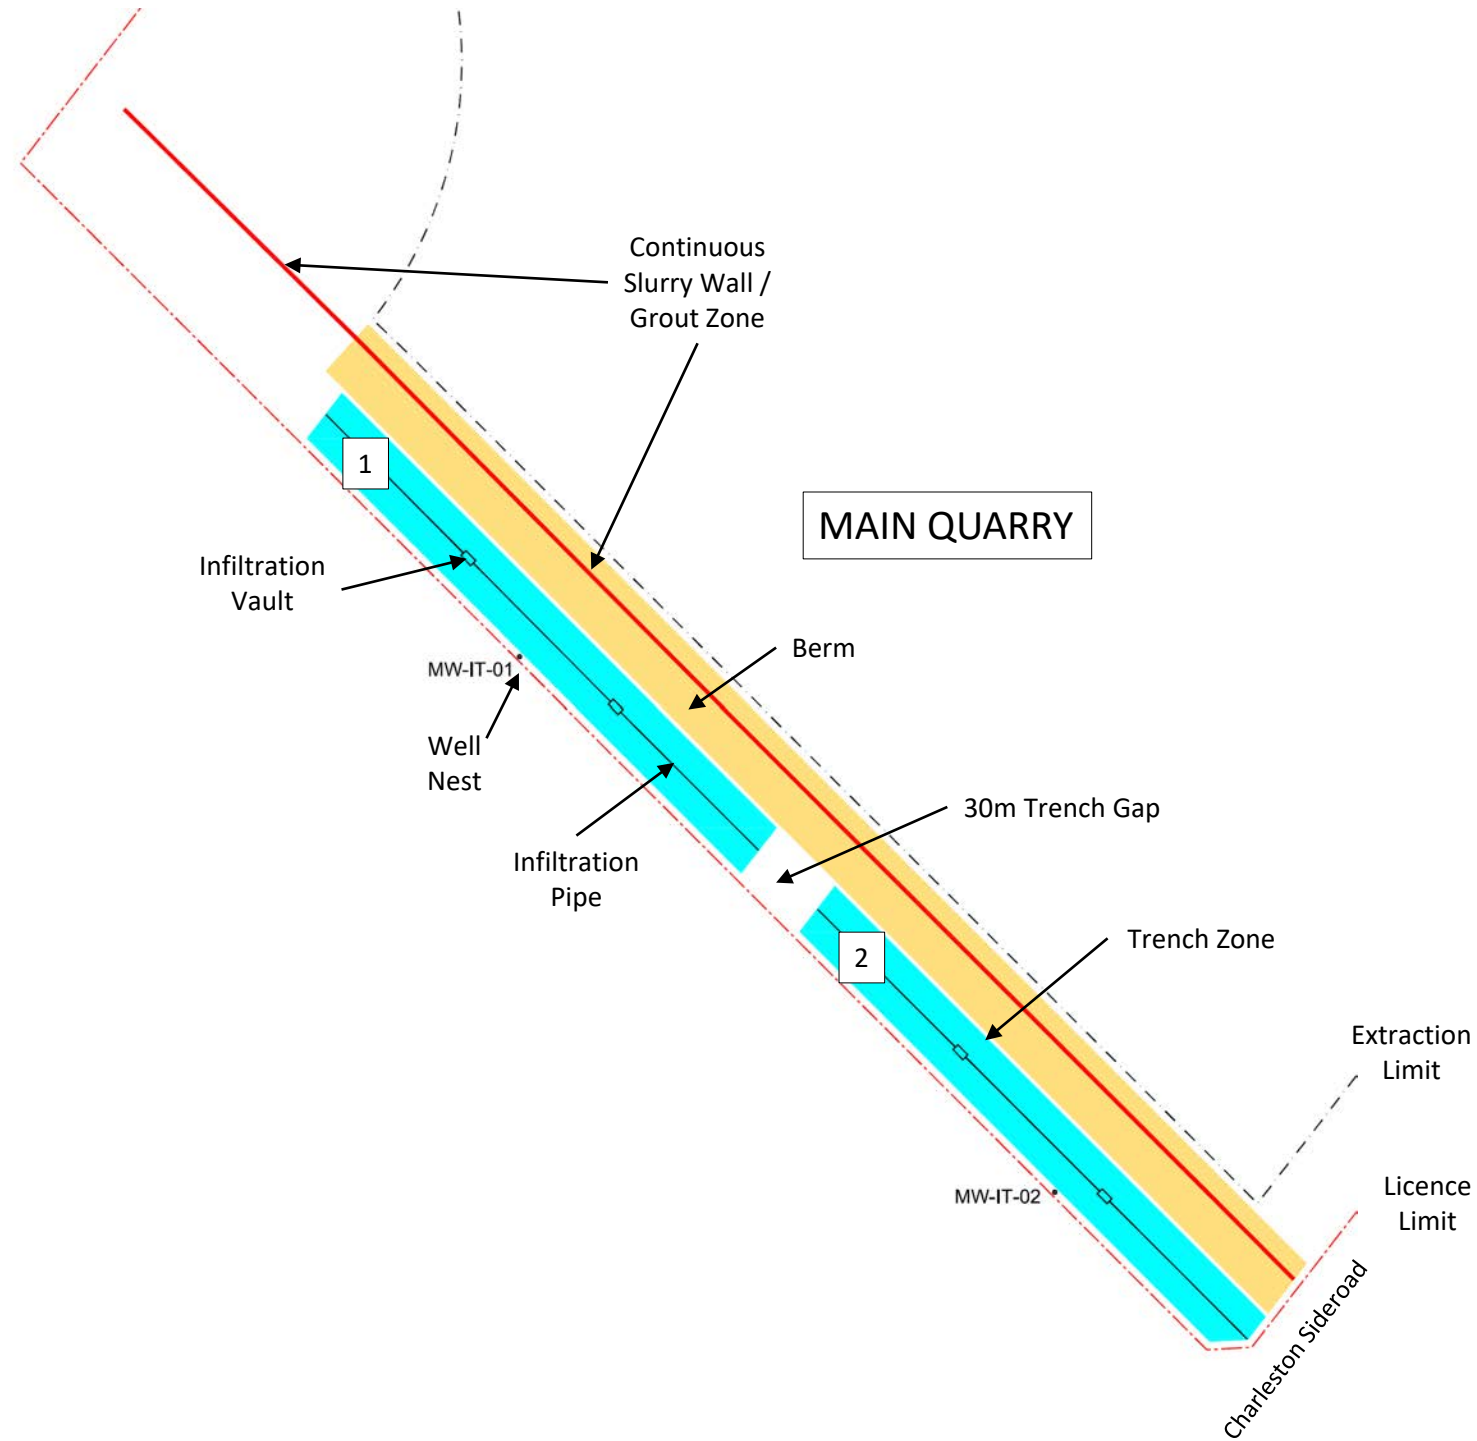 Continuous
Slurry Wall /
Grout Zone
1
MAIN QUARRY
Infiltration
Vault
Berm
MW-IT-01
Well
Nest
30m Trench Gap
Infiltration
Pipe
Trench Zone
2
Extraction
Limit
MW-IT-02
Licence
Limit
Charleston Sideroad